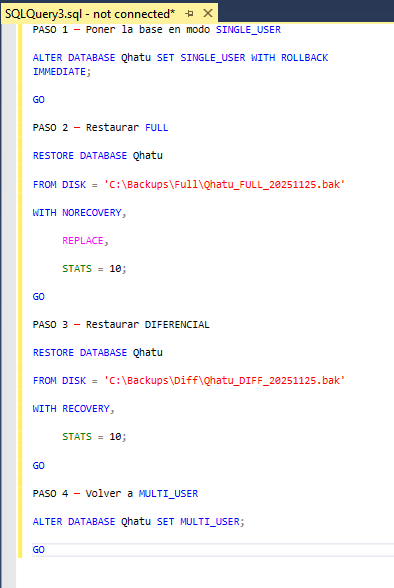 SQLQuery3.sql - not connected*
PASO 1 — Poner la base en modo SINGLE_USER
ALTER DATABASE Qhatu SET SINGLE_USER WITH ROLLBACK
IMMEDIATE;
GO
PASO 2 — Restaurar FULL
RESTORE DATABASE Qhatu
FROM DISK = 'C:\Backups\Full\Qhatu_FULL_20251125.bak'
WITH NORECOVERY,
REPLACE,
STATS = 10;
GO
PASO 3 — Restaurar DIFERENCIAL
RESTORE DATABASE Qhatu
FROM DISK = 'C:\Backups\Diff\Qhatu_DIFF_20251125.bak'
WITH RECOVERY,
STATS = 10;
GO
PASO 4 — Volver a MULTI_USER
ALTER DATABASE Qhatu SET MULTI_USER;
GO